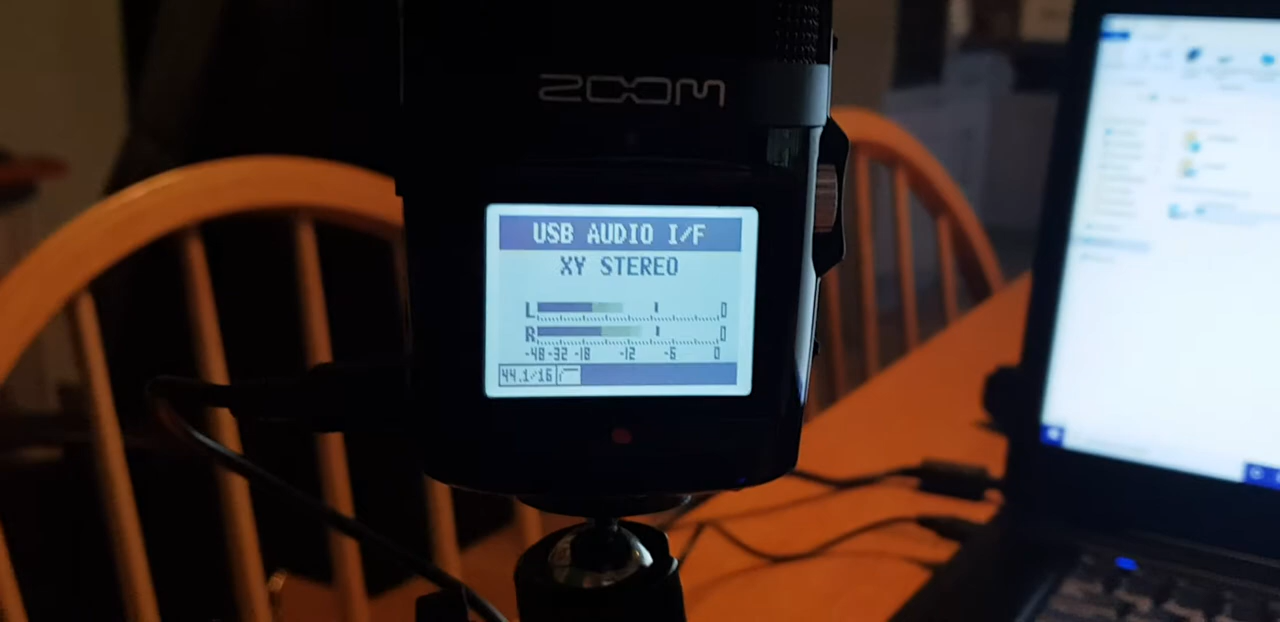 ZOOM
USB AUDIO I/F
XY STEREO
L 0
R 0
-48 -32 -18 -12 -6 0
44.1/16